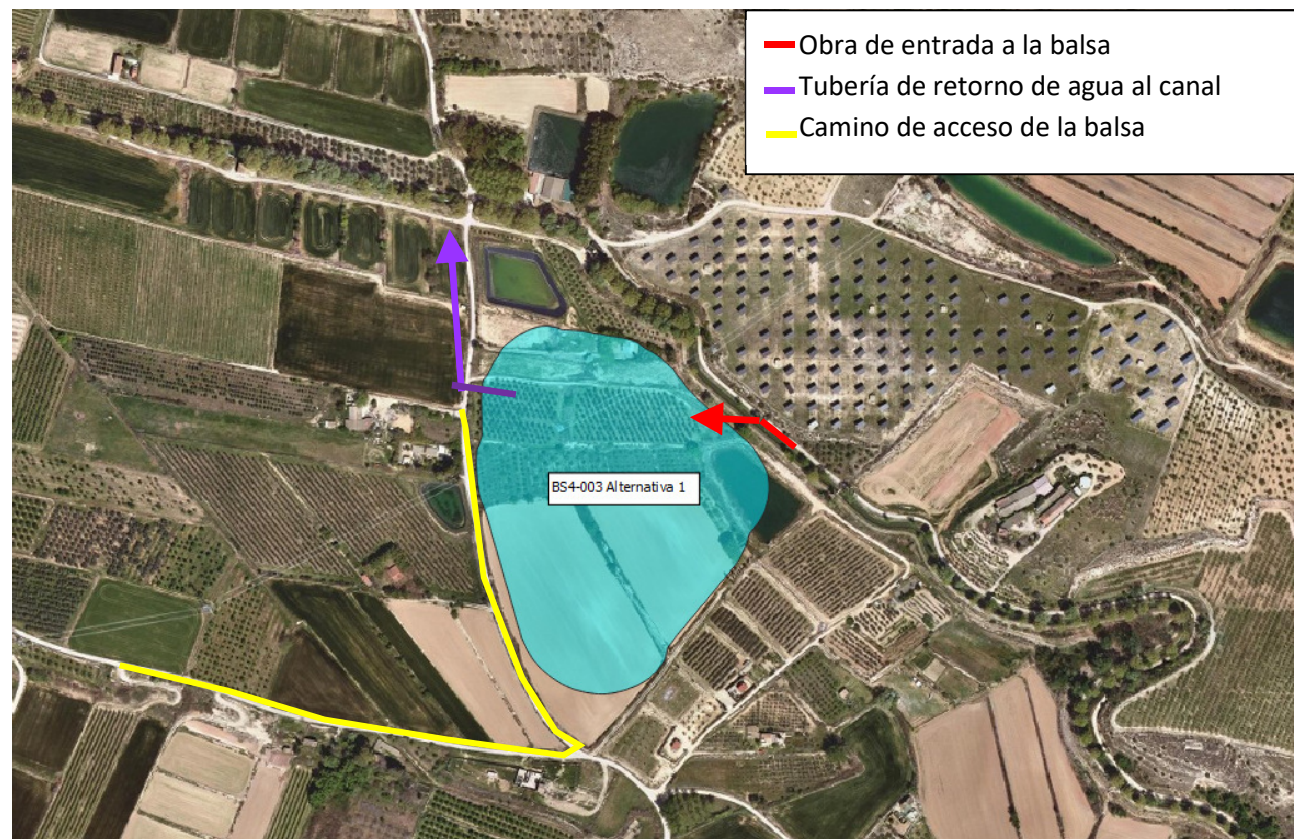 Obra de entrada a la balsa
Tubería de retorno de agua al canal
Camino de acceso de la balsa
BS4-003 Alternativa 1